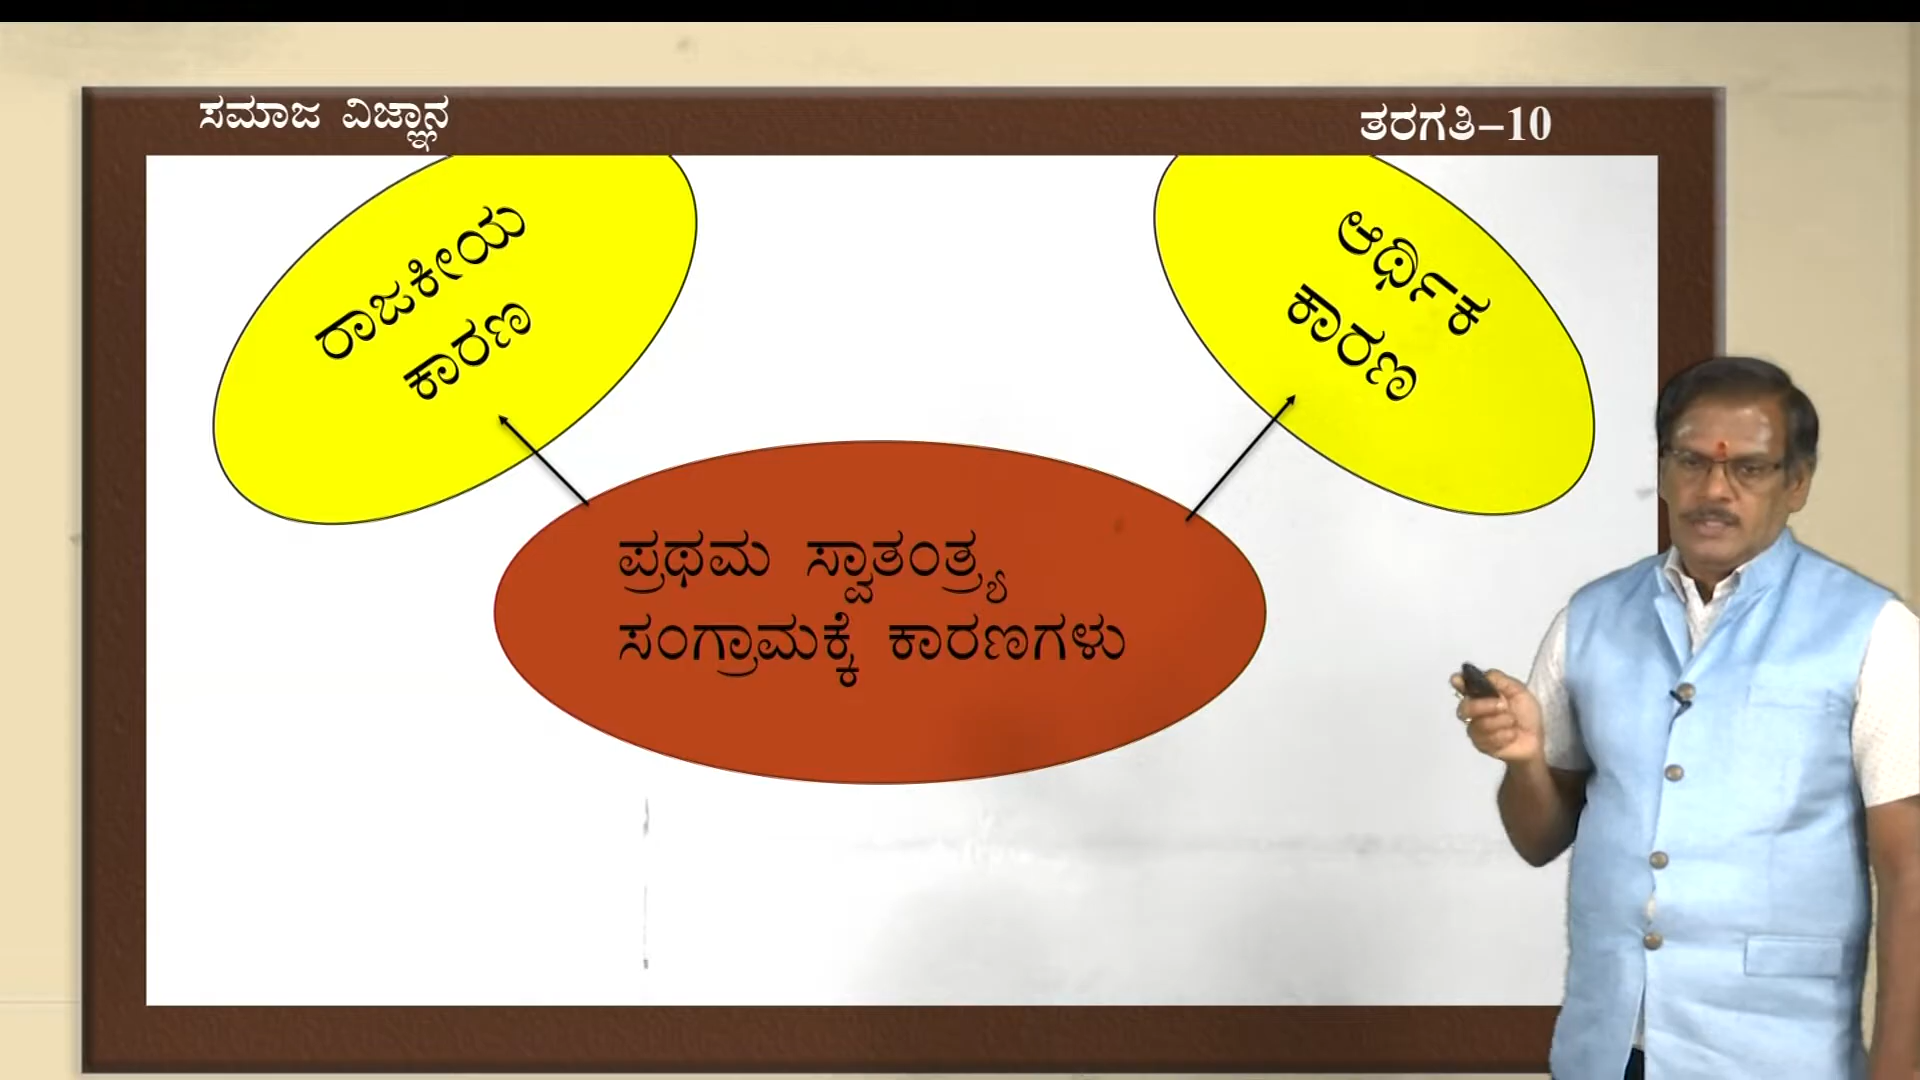 ಸಮಾಜ ವಿಜ್ಞಾನ
ತರಗತಿ-10
ರಾಜಕೀಯ
ಕಾರಣ
ಆರ್ಥಿಕ
ಕಾರಣ
ಪ್ರಥಮ ಸ್ವಾತಂತ್ರ್ಯ
ಸಂಗ್ರಾಮಕ್ಕೆ ಕಾರಣಗಳು